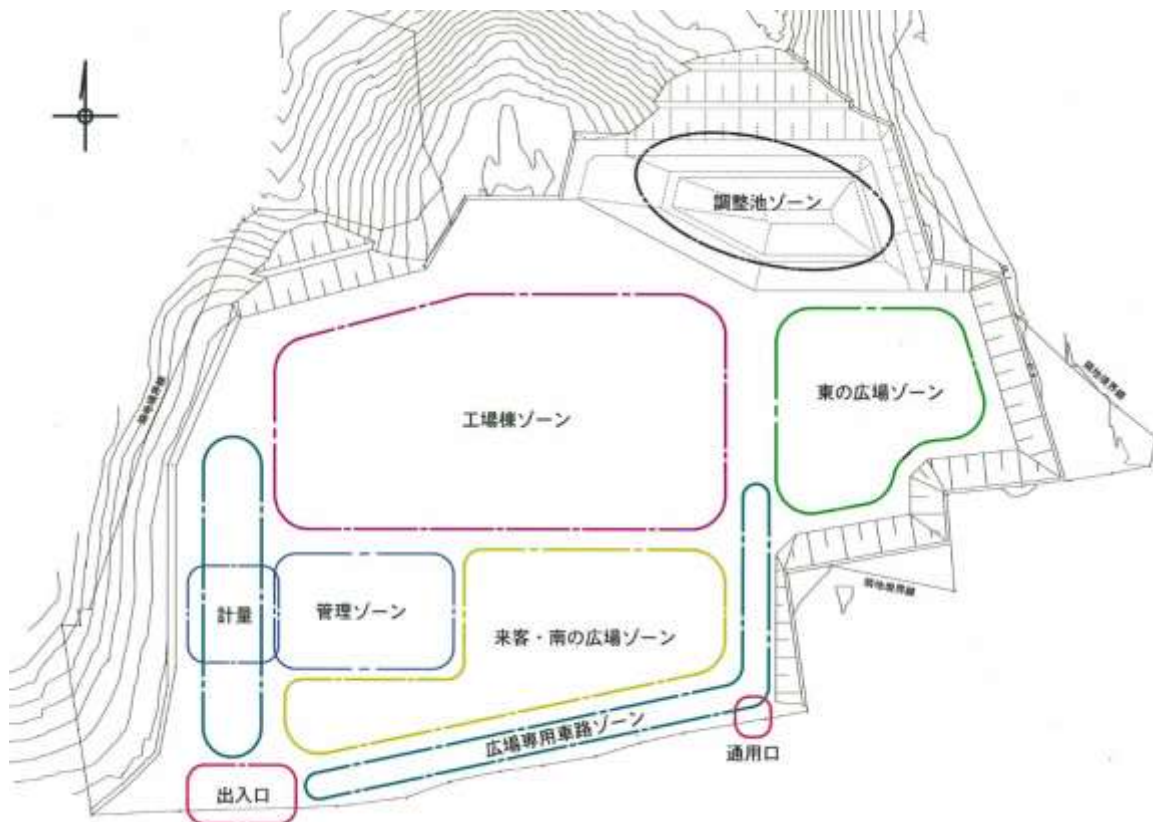 調整池ゾーン
東の広場ゾーン
工場棟ゾーン
計量
管理ゾーン
来客・南の広場ゾーン
広場専用車路ゾーン
通用口
出入口